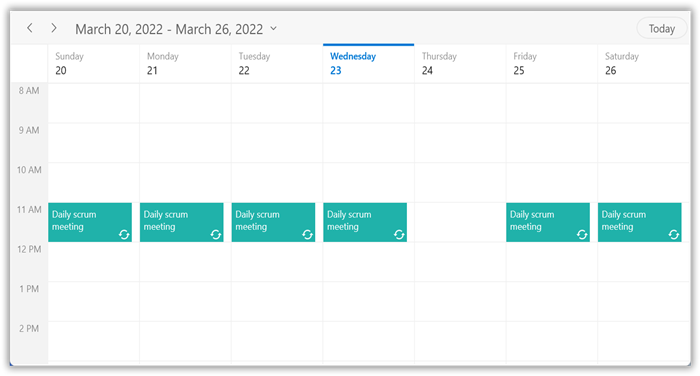 March 20, 2022 - March 26, 2022
Today
Sunday Monday Tuesday Wednesday Thursday Friday Saturday
20 21 22 23 24 25 26
8 AM
9 AM
10 AM
11 AM
Daily scrum Daily scrum Daily scrum Daily scrum Daily scrum Daily scrum
meeting meeting meeting meeting meeting meeting
12 PM
1 PM
2 PM